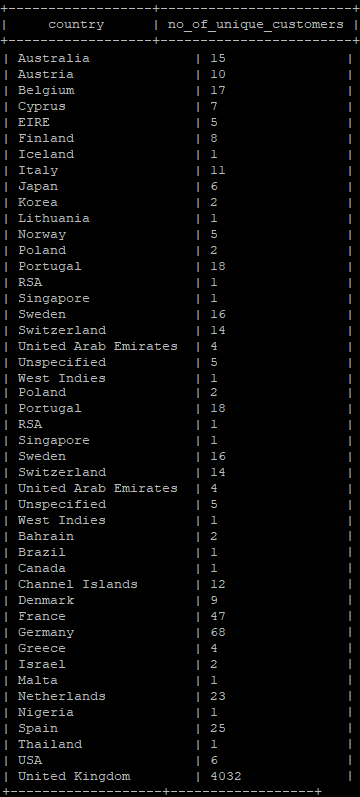 +------------------+------------------------+
|     country      | no_of_unique_customers |
+------------------+------------------------+
| Australia | 15 |
| Austria | 10 |
| Belgium | 17 |
| Cyprus | 7 |
| EIRE | 5 |
| Finland | 8 |
| Iceland | 1 |
| Italy | 11 |
| Japan | 6 |
| Korea | 2 |
| Lithuania | 1 |
| Norway | 5 |
| Poland | 2 |
| Portugal | 18 |
| RSA | 1 |
| Singapore | 1 |
| Sweden | 16 |
| Switzerland | 14 |
| United Arab Emirates | 4 |
| Unspecified | 5 |
| West Indies | 1 |
| Poland | 2 |
| Portugal | 18 |
| RSA | 1 |
| Singapore | 1 |
| Sweden | 16 |
| Switzerland | 14 |
| United Arab Emirates | 4 |
| Unspecified | 5 |
| West Indies | 1 |
| Bahrain | 2 |
| Brazil | 1 |
| Canada | 1 |
| Channel Islands | 12 |
| Denmark | 9 |
| France | 47 |
| Germany | 68 |
| Greece | 4 |
| Israel | 2 |
| Malta | 1 |
| Netherlands | 23 |
| Nigeria | 1 |
| Spain | 25 |
| Thailand | 1 |
| USA | 6 |
| United Kingdom | 4032 |
+-------------------+------------------+